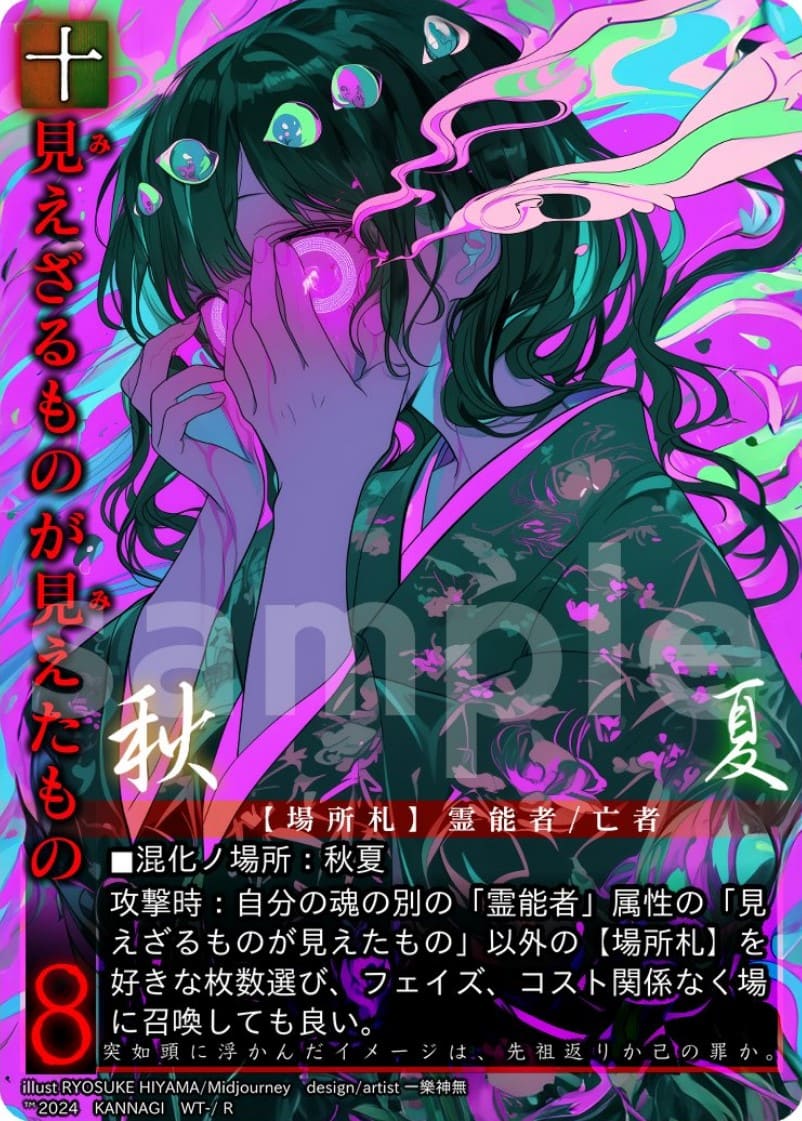 十
見えざるものが見えたもの
み
み
sample
秋
夏
【場所札】霊能者/亡者
■混化ノ場所：秋夏
攻撃時：自分の魂の別の「霊能者」属性の「見
えざるものが見えたもの」以外の【場所札】を
好きな枚数選び、フェイズ、コスト関係なく場
に召喚しても良い。
8
突如頭に浮かんだイメージは、先祖返りか己の罪か。
illust RYOSUKE HIYAMA/Midjourney design/artist 一樂神無
™2024 KANNAGI WT-/ R